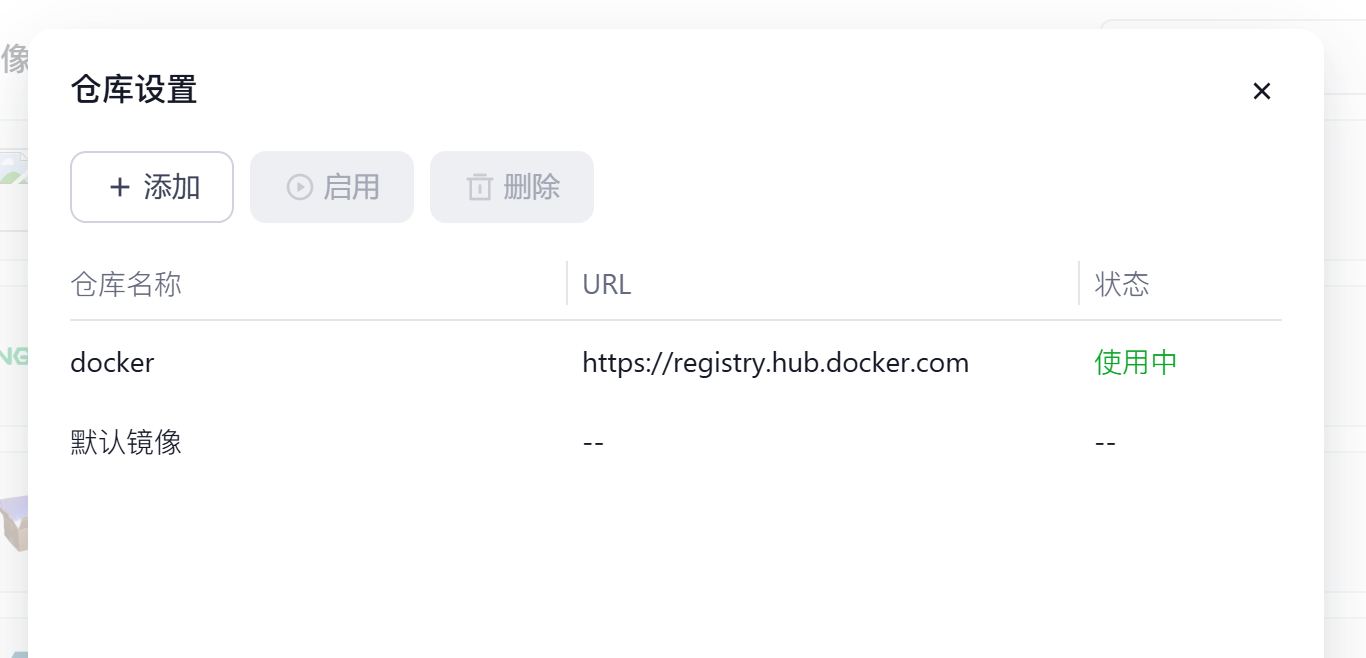 像
仓库设置
添加
启用
删除
仓库名称 URL 状态
docker https://registry.hub.docker.com 使用中
NG
默认镜像 -- --